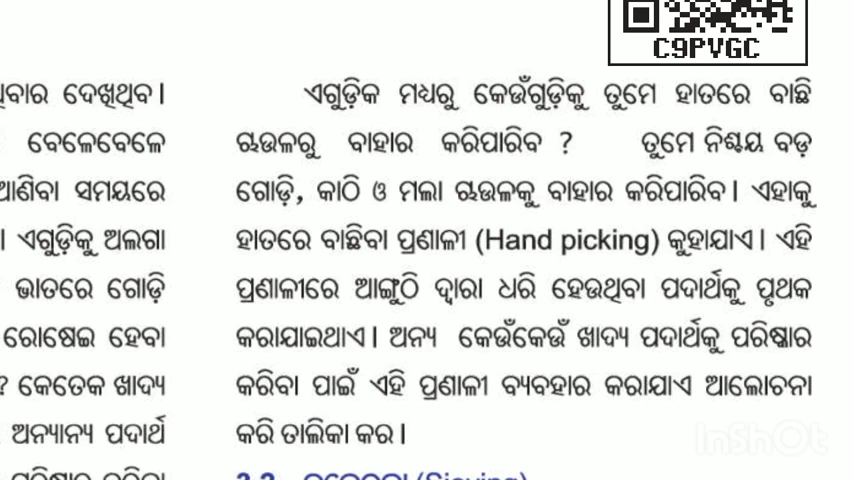 C9PVGC
ଥିବାର ଦେଖିଥିବ।
ବେଳେବେଳେ
ଆଣିବା ସମୟରେ
। ଏଗୁଡ଼ିକୁ ଅଲଗା
ଭାତରେ ଗୋଡ଼ି
ରୋଷେଇ ହେବା
? କେତେକ ଖାଦ୍ୟ
ଅନ୍ୟାନ୍ୟ ପଦାର୍ଥ
ଏଗୁଡ଼ିକ ମଧ୍ୟରୁ କେଉଁଗୁଡ଼ିକୁ ତୁମେ ହାତରେ ବାଛି
ଚାଉଳରୁ ବାହାର କରିପାରିବ ? ତୁମେ ନିଶ୍ଚୟ ବଡ଼
ଗୋଡ଼ି, କାଠି ଓ ମଲା ଚାଉଳକୁ ବାହାର କରିପାରିବ। ଏହାକୁ
ହାତରେ ବାଛିବା ପ୍ରଣାଳୀ (Hand picking) କୁହାଯାଏ। ଏହି
ପ୍ରଣାଳୀରେ ଆଙ୍ଗୁଠି ଦ୍ୱାରା ଧରି ହେଉଥିବା ପଦାର୍ଥକୁ ପୃଥକ
କରାଯାଇଥାଏ। ଅନ୍ୟ କେଉଁକେଉଁ ଖାଦ୍ୟ ପଦାର୍ଥକୁ ପରିଷ୍କାର
କରିବା ପାଇଁ ଏହି ପ୍ରଣାଳୀ ବ୍ୟବହାର କରାଯାଏ ଆଲୋଚନା
କରି ତାଲିକା କର।
InShOt